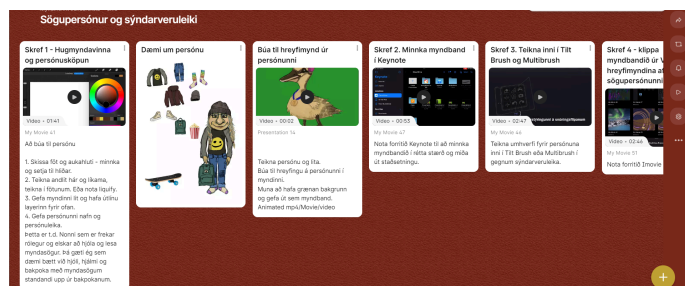 Sögupersónur og sýndarveruleiki
Skref 1 - Hugmyndavinna
og persónusköpun
Video • 01:41
My Movie 41
Að búa til persónu
1. Skissa föt og aukahluti - minnka
og setja til hliðar.
2. Teikna andlit hár og líkama,
teikna í fötunum. Eða nota liquify.
3. Gefa myndinni lit og hafa útlínu
layerinn fyrir ofan.
4. Gefa persónunni nafn og
persónuleika.
Þetta er t.d. Nonni sem er frekar
rólegur og elskar að hjóla og lesa
myndasögur. Þá gæti ég sem
dæmi bætt við hjóli, hjálmi og
bakpoka með myndasögum
standandi upp úr bakpokanum.
Dæmi um persónu
Búa til hreyfimynd úr
persónunni
Video • 00:02
Presentation 14
Teikna persónu og lita.
Búa til hreyfingu á persónunni í
myndinni.
Muna að hafa grænan bakgrunn
og gefa út sem myndband.
Animated mp4/Movie/video
Skref 2. Minnka myndband
í Keynote
Video • 00:53
My Movie 47
Nota forritið Keynote til að minnka
myndbandið í rétta stærð og miða
út staðsetningu.
Skref 3. Teikna inní í Tilt
Brush og Multibrush
Video • 02:47
My Movie 44
Teikna umhverfi fyrir persónuna
inn í Tilt Brush eða Multibrush í
gegnum sýndarveruleika.
Skref 4 - klippa
myndbandið úr V
hreyfimyndina af
sögupersónunni
Video • 02:46
My Movie 51
Nota forritið Imovie